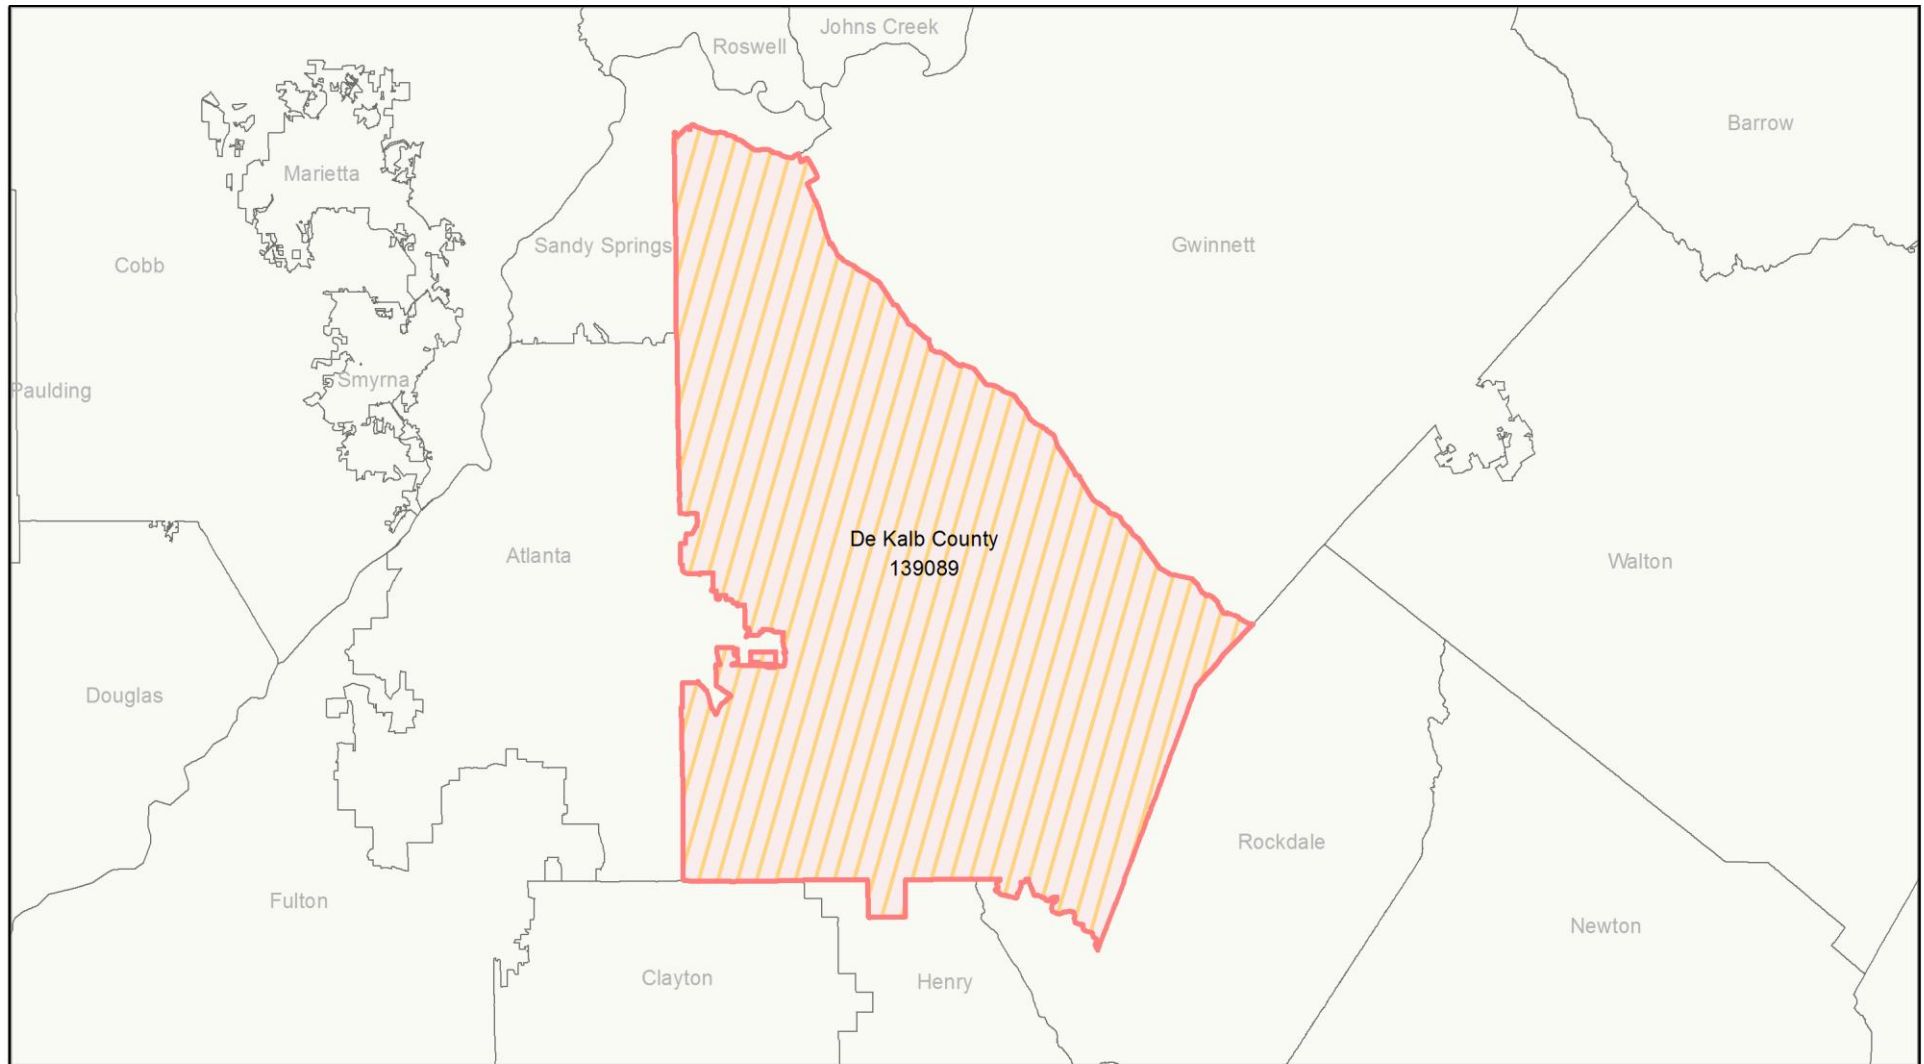 Johns Creek
Roswell
Barrow
Marietta
Sandy Springs
Gwinnett
Cobb
Smyrna
Paulding
De Kalb County
139089
Atlanta
Walton
Douglas
Rockdale
Fulton
Newton
Clayton
Henry